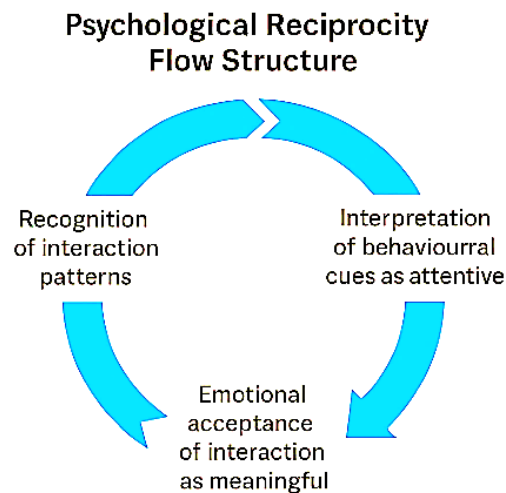 Psychological Reciprocity
Flow Structure
Recognition
of interaction
patterns
Interpretation
of behaviourral
cues as attentive
Emotional
acceptance
of interaction
as meaningful